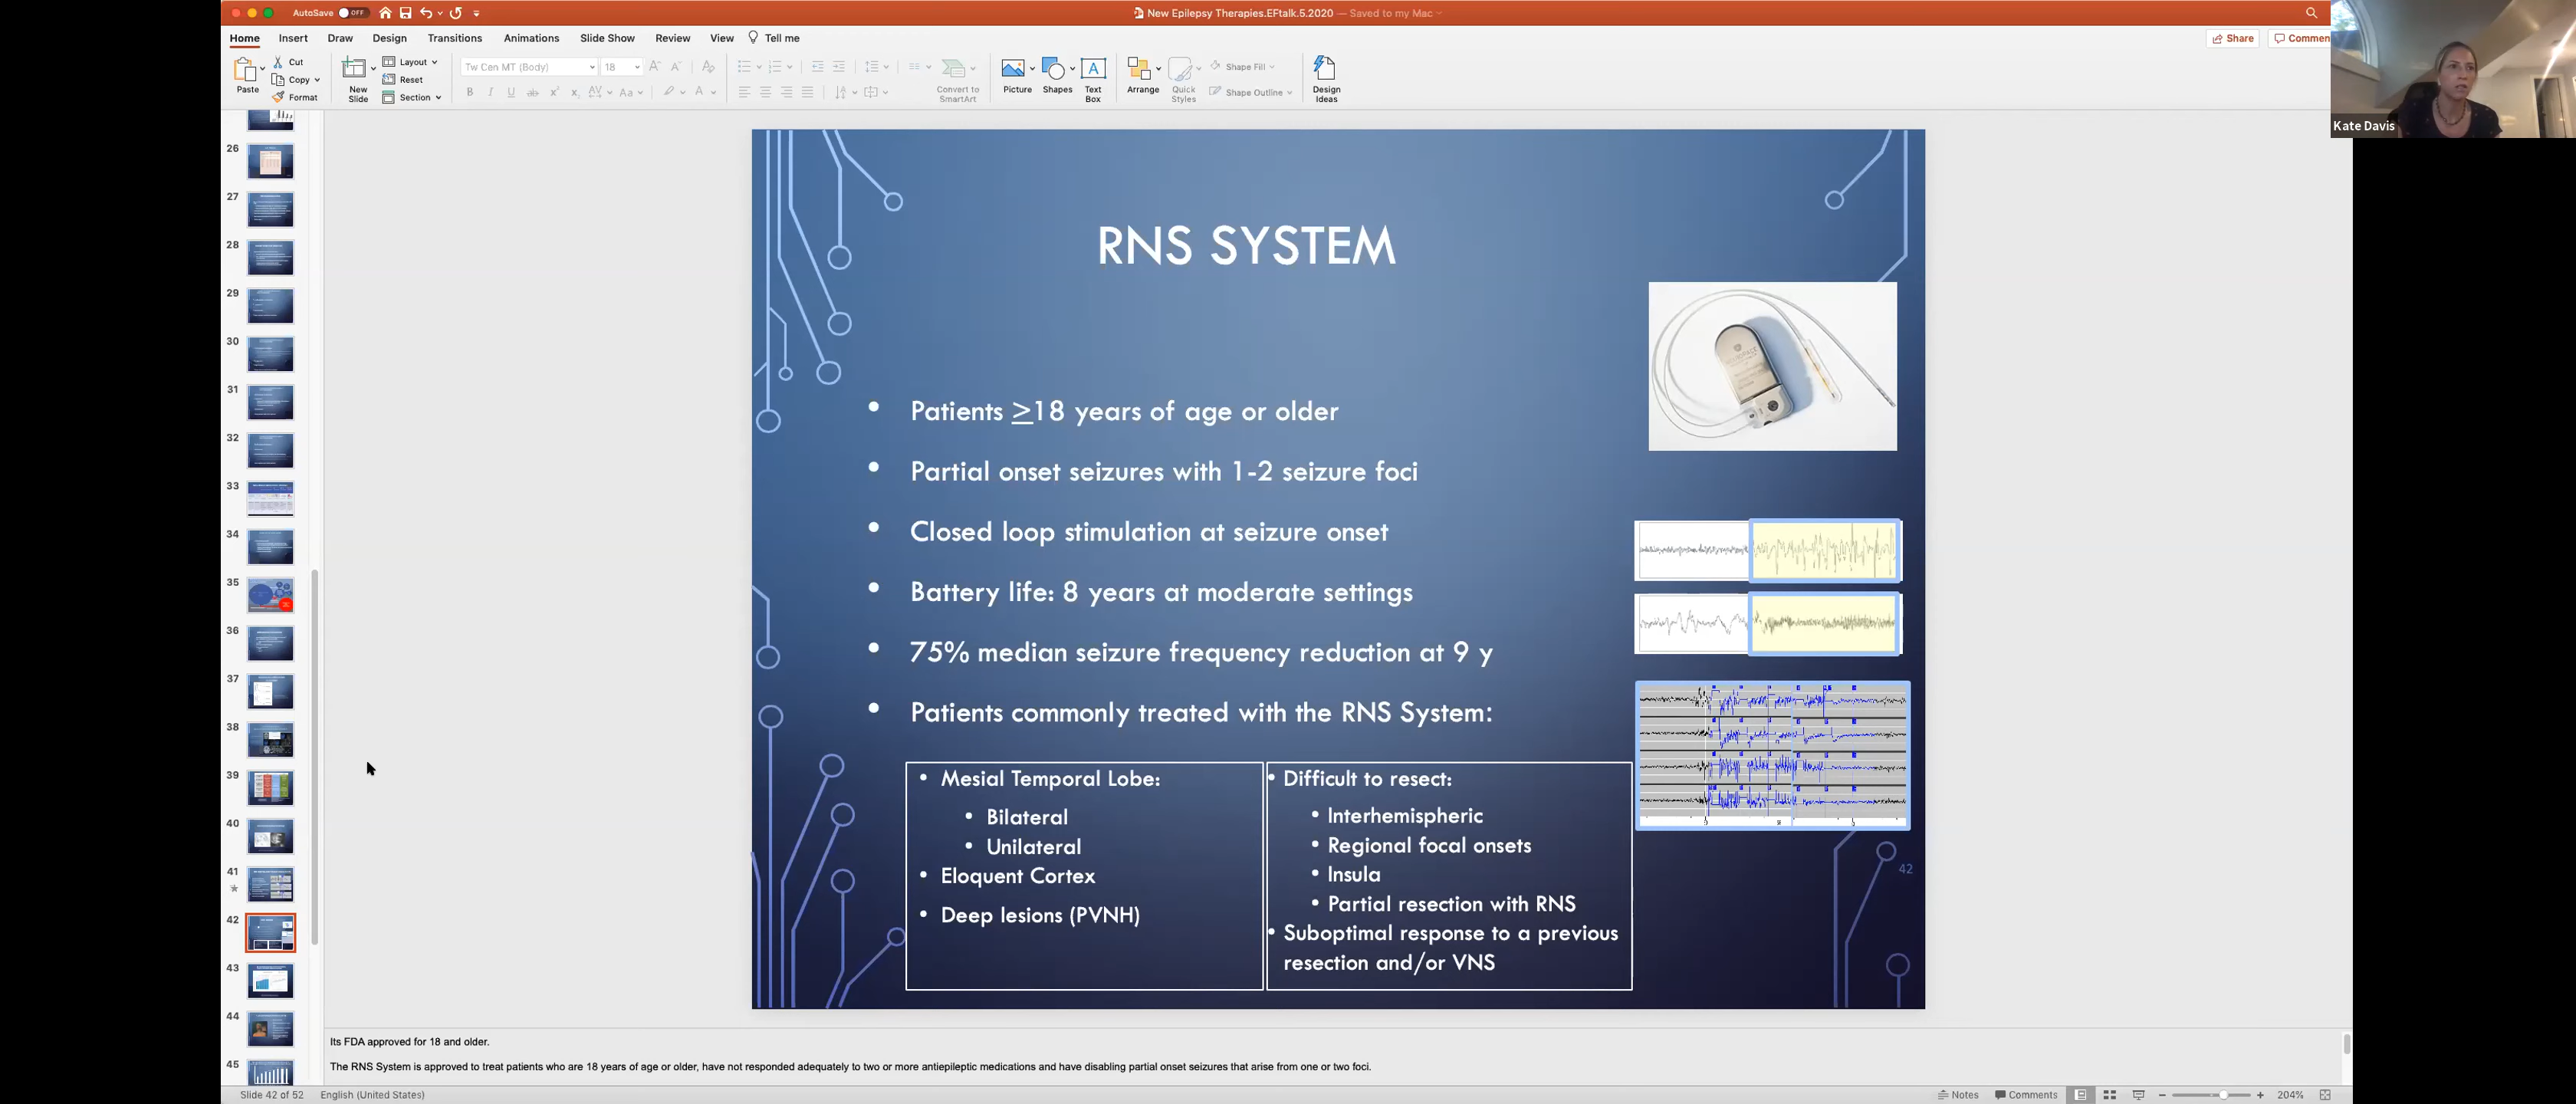 AutoSave OFF
New Epilepsy Therapies.EFtalk.5.2020 — Saved to my Mac
Home Insert Draw Design Transitions Animations Slide Show Review View Tell me
Share Commen
Paste
Cut
Copy
Format
New
Slide
Layout
Reset
Section
Tw Cen MT (Body) 18
Convert to
SmartArt
Picture
Shapes
Text
Box
Arrange
Quick
Styles
Shape Fill
Shape Outline
Design
Ideas
Kate Davis
26
27
28
29
30
31
32
33
34
35
36
37
38
39
40
41
42
43
44
45
RNS SYSTEM
• Patients ≥18 years of age or older
• Partial onset seizures with 1-2 seizure foci
• Closed loop stimulation at seizure onset
• Battery life: 8 years at moderate settings
• 75% median seizure frequency reduction at 9 y
• Patients commonly treated with the RNS System:
• Mesial Temporal Lobe:
• Bilateral
• Unilateral
• Eloquent Cortex
• Deep lesions (PVNH)
• Difficult to resect:
• Interhemispheric
• Regional focal onsets
• Insula
• Partial resection with RNS
• Suboptimal response to a previous
resection and/or VNS
42
Its FDA approved for 18 and older.
The RNS System is approved to treat patients who are 18 years of age or older, have not responded adequately to two or more antiepileptic medications and have disabling partial onset seizures that arise from one or two foci.
Slide 42 of 52 English (United States)
Notes Comments 204%